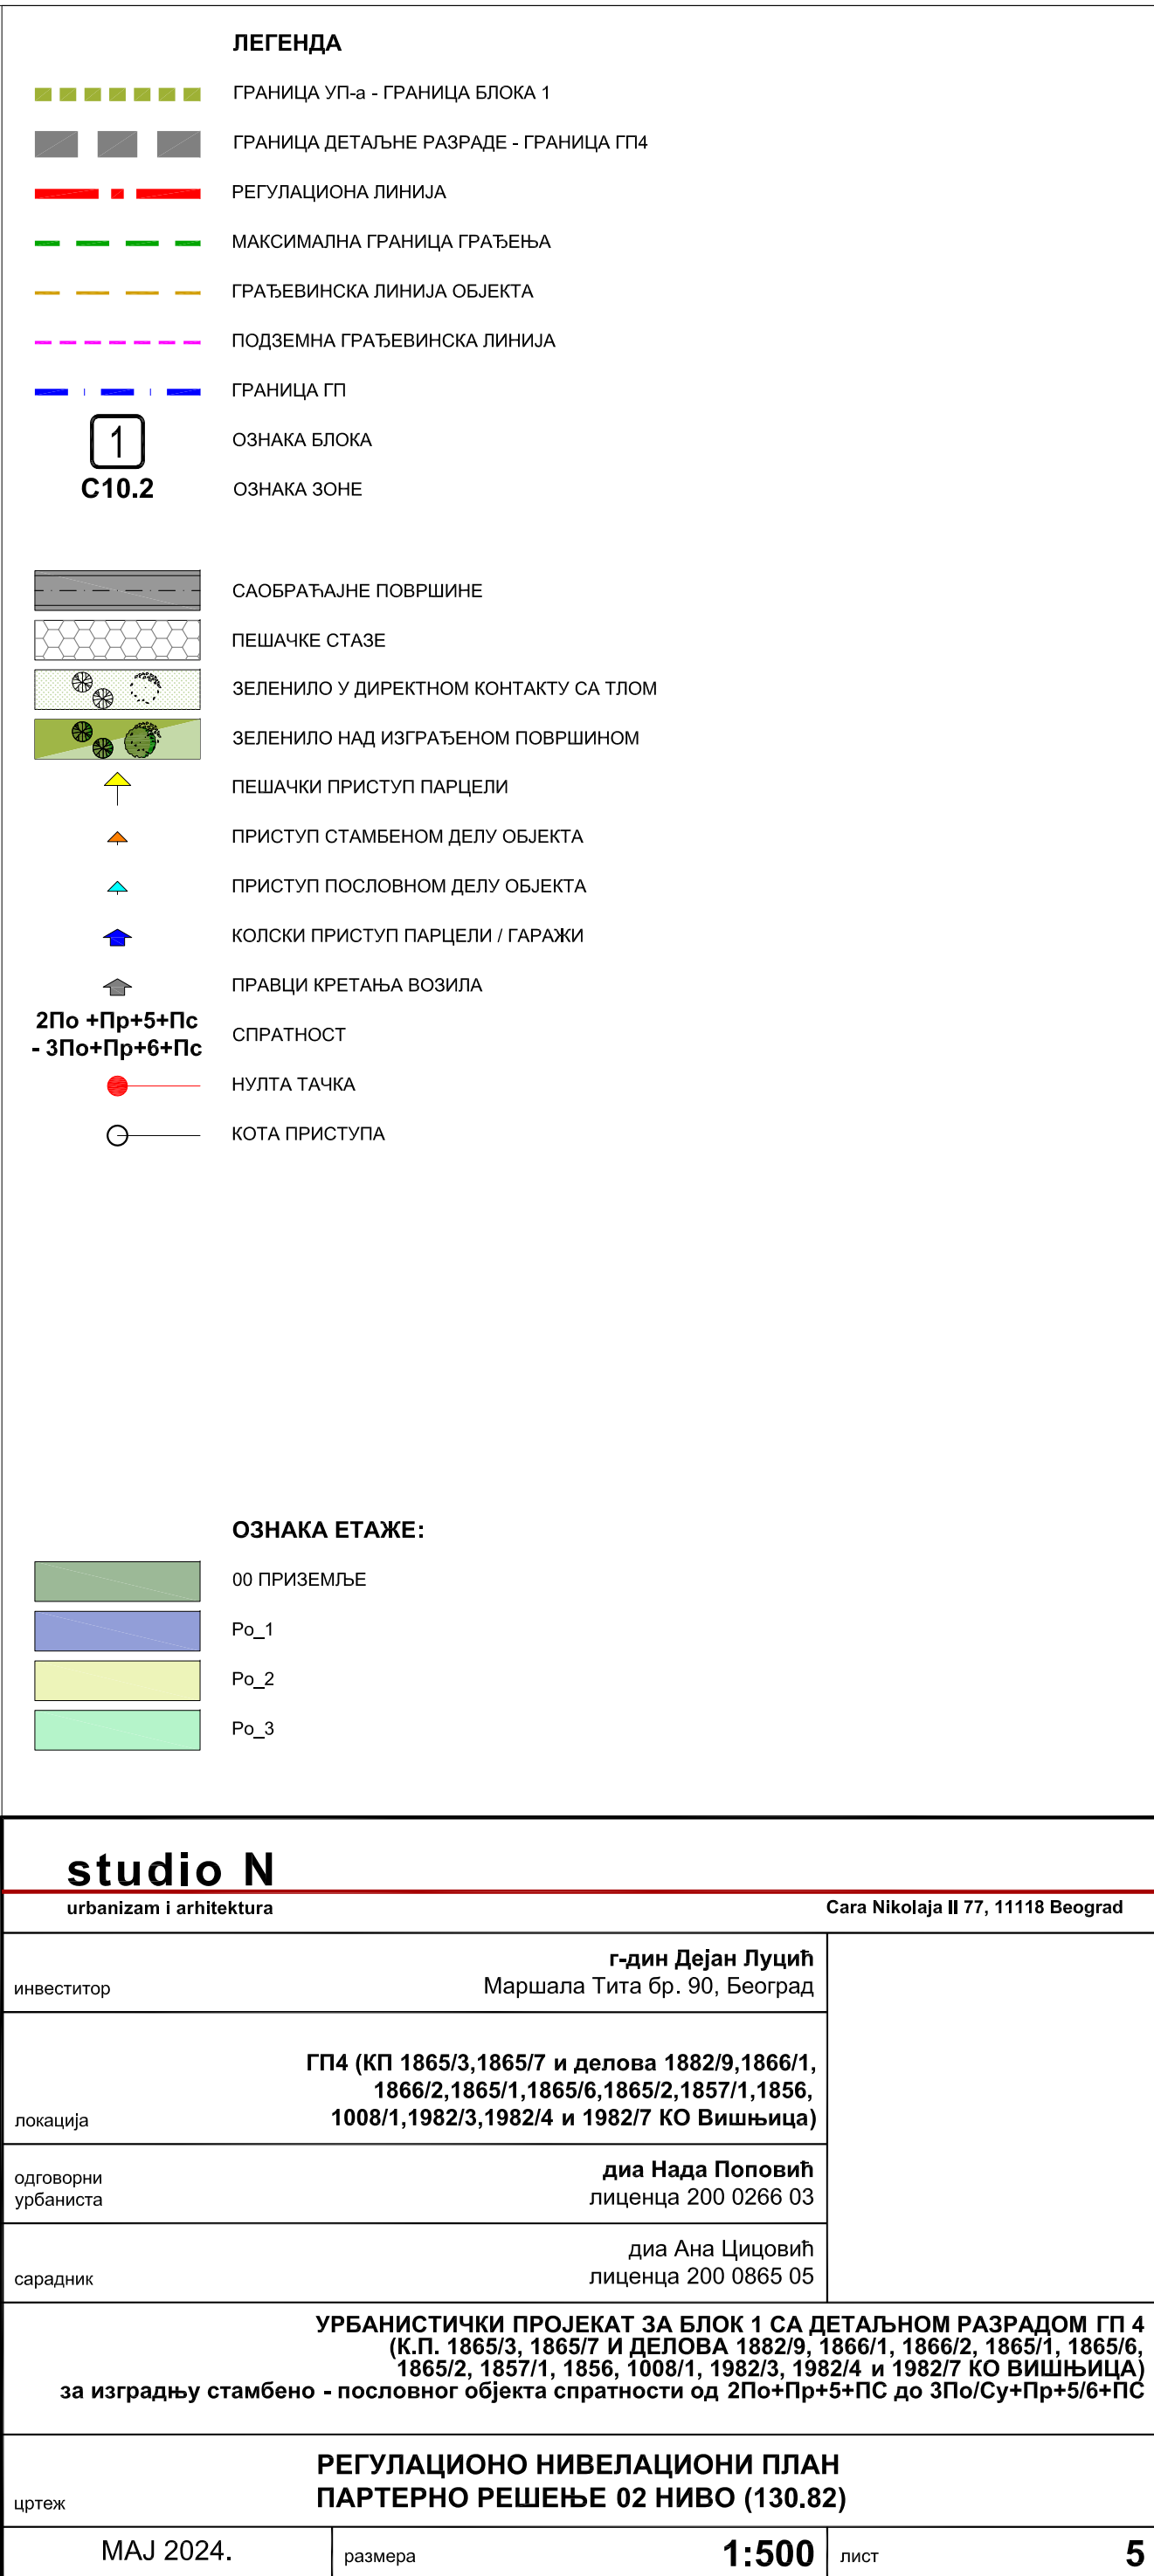 ЛЕГЕНДА
ГРАНИЦА УП-а - ГРАНИЦА БЛОКА 1
ГРАНИЦА ДЕТАЉНЕ РАЗРАДЕ - ГРАНИЦА ГП4
РЕГУЛАЦИОНА ЛИНИЈА
МАКСИМАЛНА ГРАНИЦА ГРАЂЕЊА
ГРАЂЕВИНСКА ЛИНИЈА ОБЈЕКТА
ПОДЗЕМНА ГРАЂЕВИНСКА ЛИНИЈА
ГРАНИЦА ГП
1 ОЗНАКА БЛОКА
С10.2 ОЗНАКА ЗОНЕ
САОБРАЋАЈНЕ ПОВРШИНЕ
ПЕШАЧКЕ СТАЗЕ
ЗЕЛЕНИЛО У ДИРЕКТНОМ КОНТАКТУ СА ТЛОМ
ЗЕЛЕНИЛО НАД ИЗГРАЂЕНОМ ПОВРШИНОМ
ПЕШАЧКИ ПРИСТУП ПАРЦЕЛИ
ПРИСТУП СТАМБЕНОМ ДЕЛУ ОБЈЕКТА
ПРИСТУП ПОСЛОВНОМ ДЕЛУ ОБЈЕКТА
КОЛСКИ ПРИСТУП ПАРЦЕЛИ / ГАРАЖИ
ПРАВЦИ КРЕТАЊА ВОЗИЛА
2По +Пр+5+Пс
- 3По+Пр+6+Пс
СПРАТНОСТ
НУЛТА ТАЧКА
КОТА ПРИСТУПА
ОЗНАКА ЕТАЖЕ:
00 ПРИЗЕМЉЕ
Po_1
Po_2
Po_3
studio N
urbanizam i arhitektura Cara Nikolaja II 77, 11118 Beograd
г-дин Дејан Луцић
инвеститор Маршала Тита бр. 90, Београд
ГП4 (КП 1865/3,1865/7 и делова 1882/9,1866/1,
1866/2,1865/1,1865/6,1865/2,1857/1,1856,
локација 1008/1,1982/3,1982/4 и 1982/7 КО Вишњица)
одговорни диа Нада Поповић
урбаниста лиценца 200 0266 03
диа Ана Цицовић
сарадник лиценца 200 0865 05
УРБАНИСТИЧКИ ПРОЈЕКАТ ЗА БЛОК 1 СА ДЕТАЉНОМ РАЗРАДОМ ГП 4
(К.П. 1865/3, 1865/7 И ДЕЛОВА 1882/9, 1866/1, 1866/2, 1865/1, 1865/6,
1865/2, 1857/1, 1856, 1008/1, 1982/3, 1982/4 и 1982/7 КО ВИШЊИЦА)
за изградњу стамбено - пословног објекта спратности од 2По+Пр+5+ПС до 3По/Су+Пр+5/6+ПС
РЕГУЛАЦИОНО НИВЕЛАЦИОНИ ПЛАН
цртеж ПАРТЕРНО РЕШЕЊЕ 02 НИВО (130.82)
МАЈ 2024. размера 1:500 лист 5